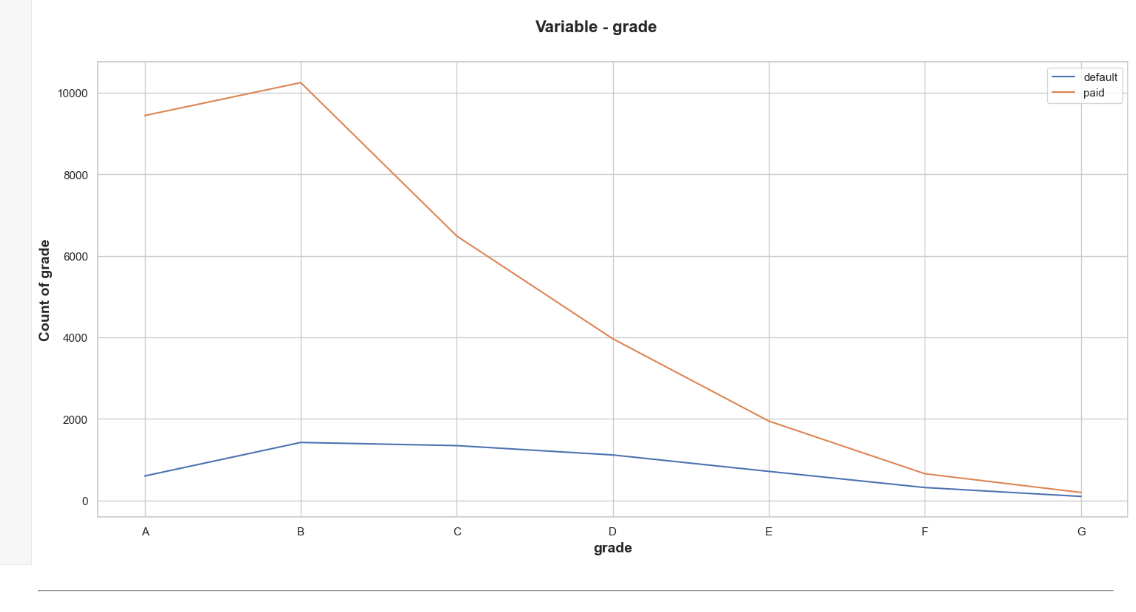 Variable - grade
default
paid
10000
8000
6000
4000
2000
0
Count of grade
A B C D E F G
grade